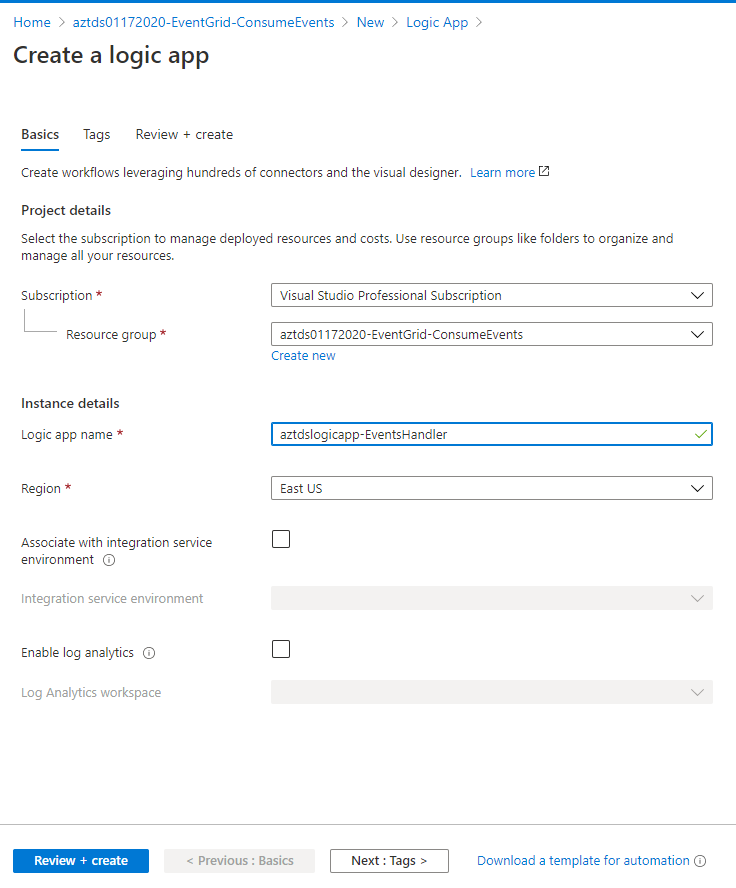 Home > aztds01172020-EventGrid-ConsumeEvents > New > Logic App >
Create a logic app
Basics Tags Review + create
Create workflows leveraging hundreds of connectors and the visual designer. Learn more
Project details
Select the subscription to manage deployed resources and costs. Use resource groups like folders to organize and
manage all your resources.
Subscription * Visual Studio Professional Subscription
Resource group * aztds01172020-EventGrid-ConsumeEvents
Create new
Instance details
Logic app name * aztdslogicapp-EventsHandler
Region * East US
Associate with integration service
environment
Integration service environment
Enable log analytics
Log Analytics workspace
Review + create < Previous : Basics Next : Tags > Download a template for automation